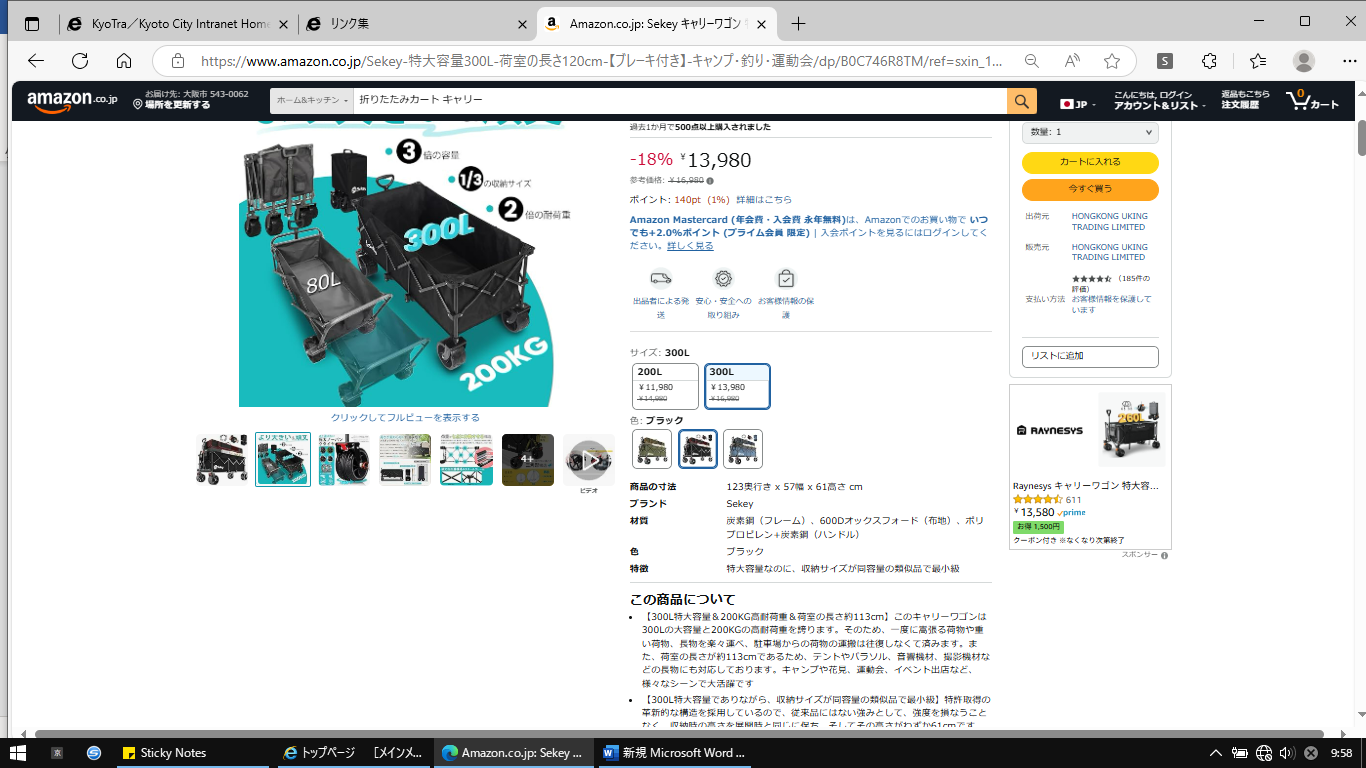 KyoTra／Kyoto City Intranet Home
リンク集
Amazon.co.jp: Sekey キャリーワゴン
https://www.amazon.co.jp/Sekey-特大容量300L-荷室の長さ120cm-【ブレーキ付き】-キャンプ・釣り・運動会/dp/B0C746R8TM/ref=sxin_1...
amazon.co.jp
お届け先: 大阪市 543-0062
場所を更新する
ホーム&キッチン
折りたたみカート キャリー
JP
こんにちは, ログイン
アカウント&リスト
返品もこちら
注文履歴
0
カート
3 倍の容量
1/3 の収納サイズ
2 倍の耐荷重
300L
80L
200KG
クリックしてフルビューを表示する
より大きい&頑丈
4+
ビデオ
過去1か月で500点以上購入されました
-18% ￥13,980
参考価格: ￥16,980
ポイント: 140pt (1%) 詳細はこちら
Amazon Mastercard (年会費・入会費 永年無料)は、Amazonでのお買い物で いつ
でも+2.0%ポイント (プライム会員 限定) | 入会ポイントを見るにはログインしてく
ださい。詳しく見る
出品者による発送
安心・安全への取り組み
お客様情報の保護
サイズ: 300L
200L
￥11,980
￥14,980
300L
￥13,980
￥16,980
色: ブラック
商品の寸法 123奥行き x 57幅 x 61高さ cm
ブランド Sekey
材質 炭素鋼（フレーム）、600Dオックスフォード（布地）、ポリ
プロピレン+炭素鋼（ハンドル）
色 ブラック
特徴 特大容量なのに、収納サイズが同容量の類似品で最小級
この商品について
【300L特大容量＆200KG高耐荷重＆荷室の長さ約113cm】このキャリーワゴンは
300Lの大容量と200KGの高耐荷重を誇ります。そのため、一度に嵩張る荷物や重
い荷物、長物を楽々運べ、駐車場からの荷物の運搬は往復しなくて済みます。ま
た、荷室の長さが約113cmであるため、テントやパラソル、音響機材、撮影機材な
どの長物にも対応しております。キャンプや花見、運動会、イベント出店など、
様々なシーンで大活躍です
【300L特大容量でありながら、収納サイズが同容量の類似品で最小級】特許取得の
革新的な構造を採用しているので、従来品にはない強みとして、強度を損なうこと
なく、収納時の高さを展開時と同じに保ち、そしてその高さがわずか61cmです
数量: 1
カートに入れる
今すぐ買う
出荷元 HONGKONG UKING
TRADING LIMITED
販売元 HONGKONG UKING
TRADING LIMITED
（185件の
評価）
支払い方法 お客様情報を保護して
います
リストに追加
RAYNESYS
260L
Raynesys キャリーワゴン 特大容...
611
￥13,580 prime
お得 1,500円
クーポン付き ※なくなり次第終了
スポンサー
京
Sticky Notes
トップページ ［メインメ...
Amazon.co.jp: Sekey ...
新規 Microsoft Word ...
9:58